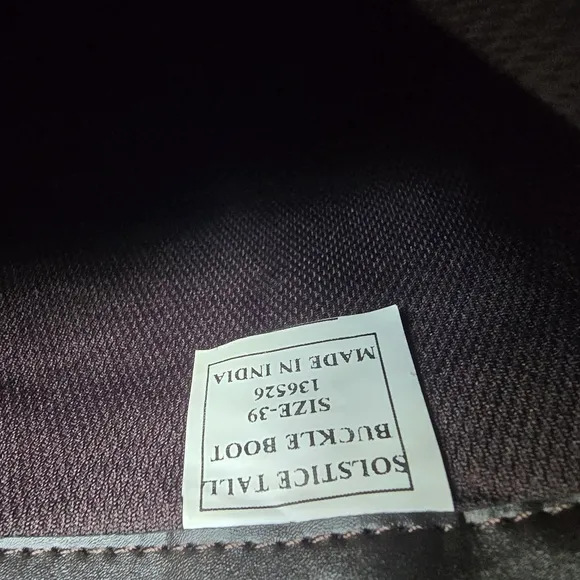 SOLSTICE TALL
BUCKLE BOOT
SIZE-39
136526
MADE IN INDIA